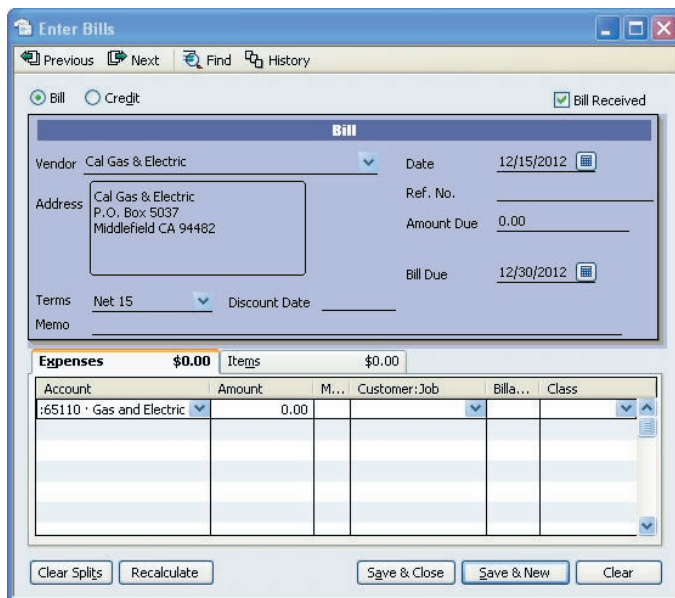 Enter Bills
Previous Next Find History
Bill Credit Bill Received
Bill
Vendor Cal Gas & Electric Date 12/15/2012
Ref. No.
Address Cal Gas & Electric
P.O. Box 5037
Middlefield CA 94482
Amount Due 0.00
Bill Due 12/30/2012
Terms Net 15 Discount Date
Memo
Expenses $0.00 Items $0.00
Account Amount M... Customer:Job Billa... Class
:65110 · Gas and Electric 0.00
Clear Splits Recalculate Save & Close Save & New Clear